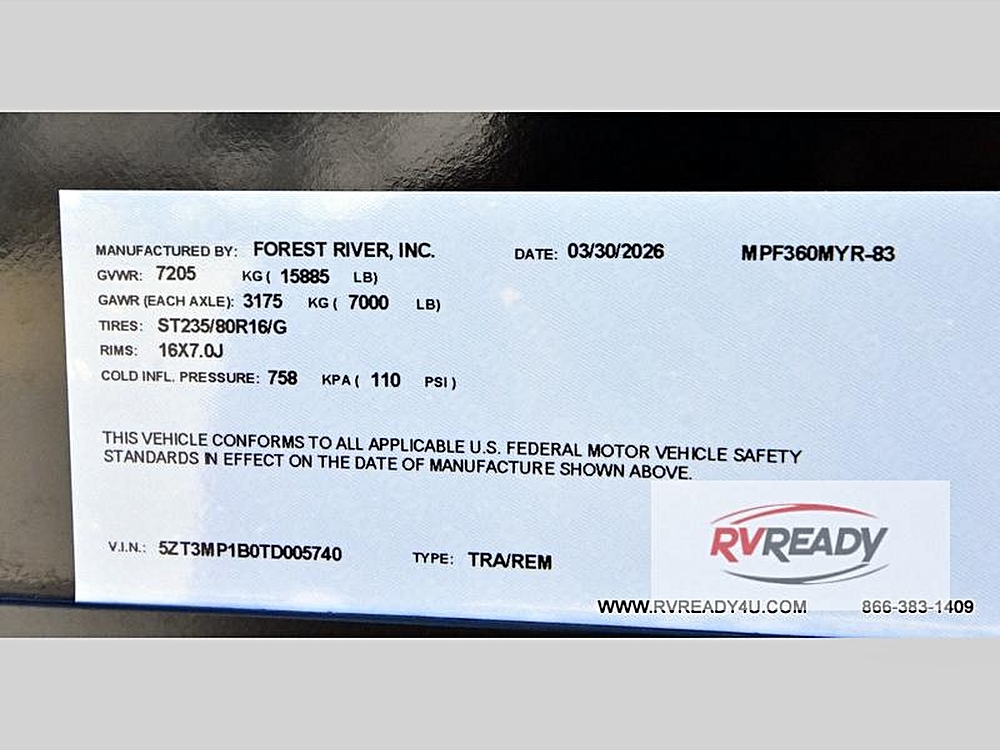 MANUFACTURED BY: FOREST RIVER, INC. DATE: 03/30/2026 MPF360MYR-83
GVWR: 7205 KG ( 15885 LB)
GAWR (EACH AXLE): 3175 KG ( 7000 LB)
TIRES: ST235/80R16/G
RIMS: 16X7.0J
COLD INFL. PRESSURE: 758 KPA ( 110 PSI )
THIS VEHICLE CONFORMS TO ALL APPLICABLE U.S. FEDERAL MOTOR VEHICLE SAFETY
STANDARDS IN EFFECT ON THE DATE OF MANUFACTURE SHOWN ABOVE.
V.I.N.: 5ZT3MP1B0TD005740 TYPE: TRA/REM
RVREADY
WWW.RVREADY4U.COM 866-383-1409